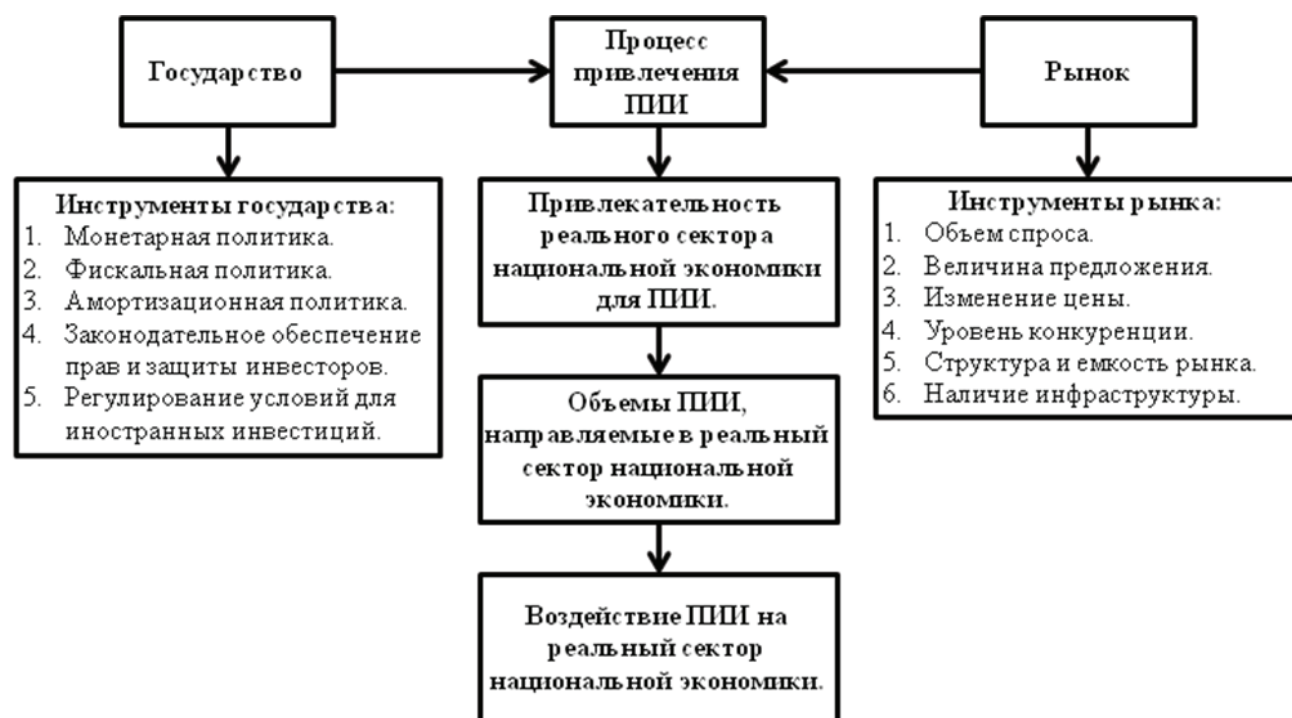 Государство
Процесс
привлечения
ПИИ
Рынок
Инструменты государства:
1. Монетарная политика.
2. Фискальная политика.
3. Амортизационная политика.
4. Законодательное обеспечение
прав и защиты инвесторов.
5. Регулирование условий для
иностранных инвестиций.
Привлекательность
реального сектора
национальной экономики
для ПИИ.
Инструменты рынка:
1. Объем спроса.
2. Величина предложения.
3. Изменение цены.
4. Уровень конкуренции.
5. Структура и емкость рынка.
6. Наличие инфраструктуры.
Объемы ПИИ,
направляемые в реальный
сектор национальной
экономики.
Воздействие ПИИ на
реальный сектор
национальной экономики.